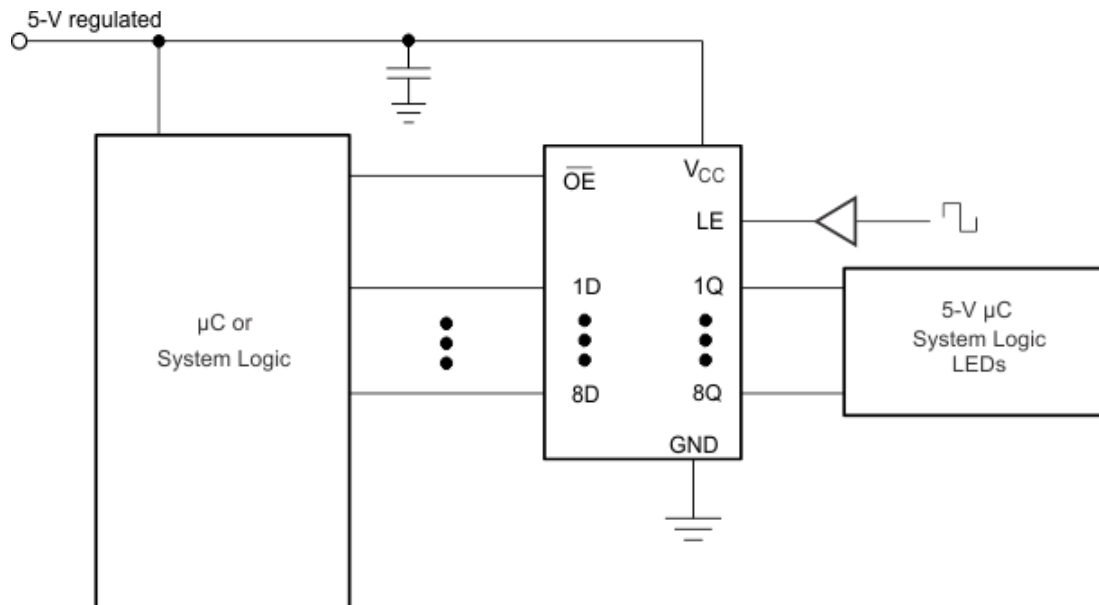 5-V regulated
OE
VCC
LE
µC or
System Logic
1D
1Q
5-V µC
System Logic
LEDs
8D
8Q
GND